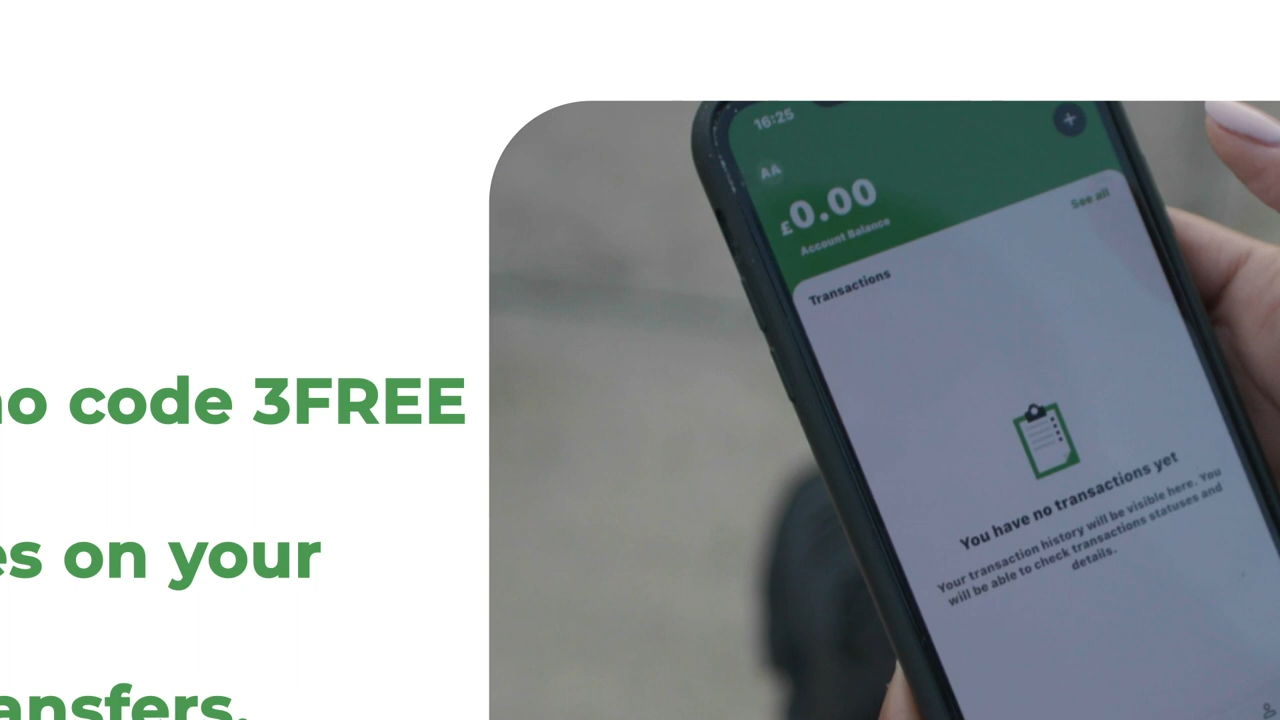 no code 3FREE
es on your
ansfers.
16:25
AA
£0.00
Account Balance
See all
Transactions
You have no transactions yet
Your transaction history will be visible here. You
will be able to check transactions statuses and
details.